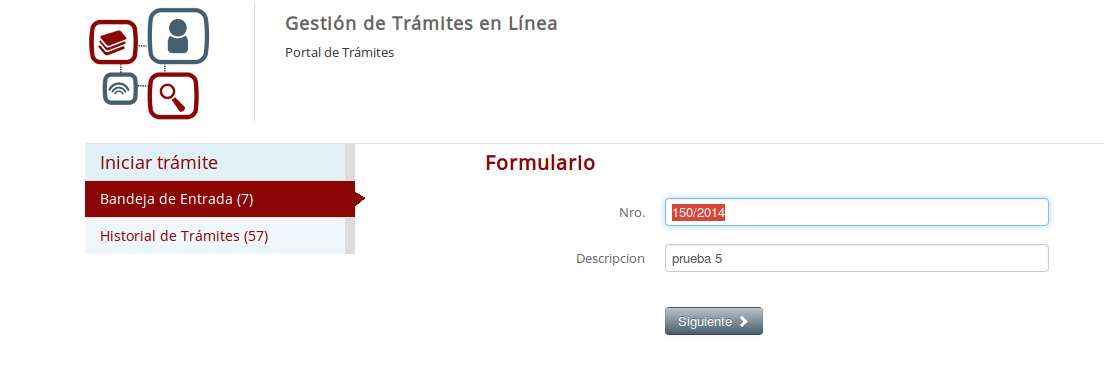 Gestión de Trámites en Línea
Portal de Trámites
Iniciar trámite
Bandeja de Entrada (7)
Historial de Trámites (57)
Formulario
Nro.
150/2014
Descripcion
prueba 5
Siguiente